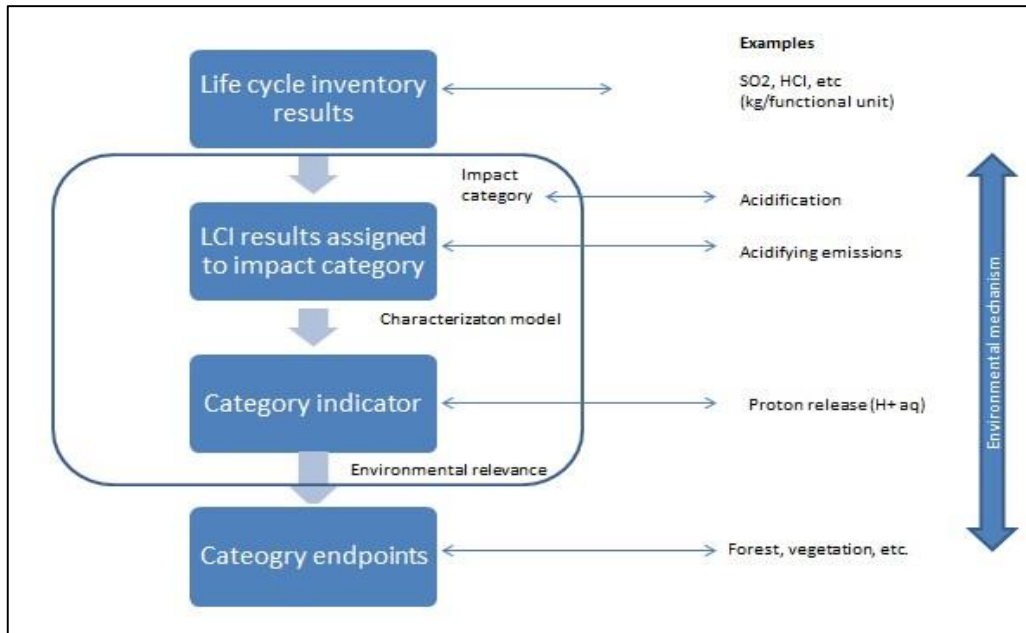 Examples
Life cycle inventory
results
SO2, HCl, etc
(kg/functional unit)
Impact
category
Acidification
LCI results assigned
to impact category
Acidifying emissions
Characterizaton model
Category indicator
Proton release (H+ aq)
Environmental relevance
Cateogry endpoints
Forest, vegetation, etc.
Environmental mechanism